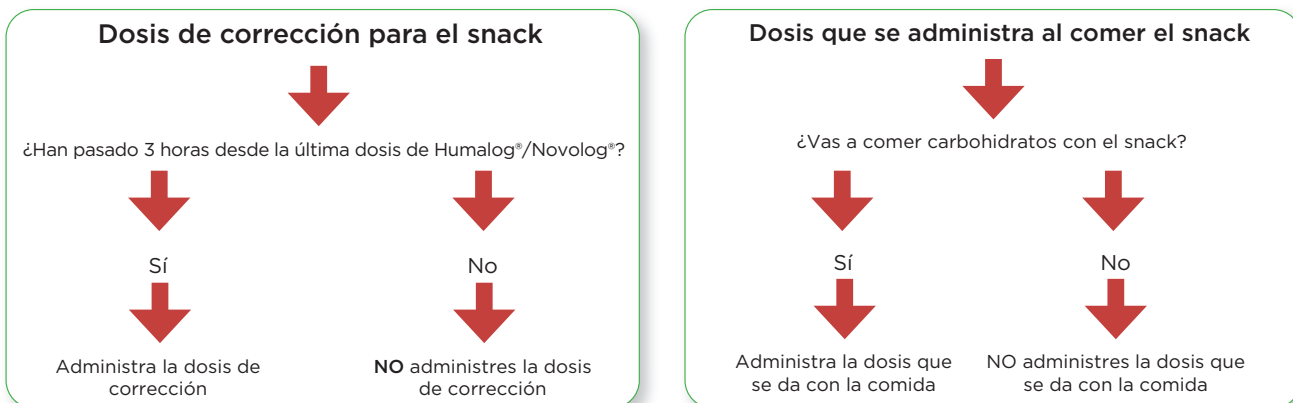 Dosis de corrección para el snack
¿Han pasado 3 horas desde la última dosis de Humalog®/Novolog®?
Sí
No
Administra la dosis de
corrección
NO administres la dosis
de corrección
Dosis que se administra al comer el snack
¿Vas a comer carbohidratos con el snack?
Sí
No
Administra la dosis que
se da con la comida
NO administres la dosis que
se da con la comida